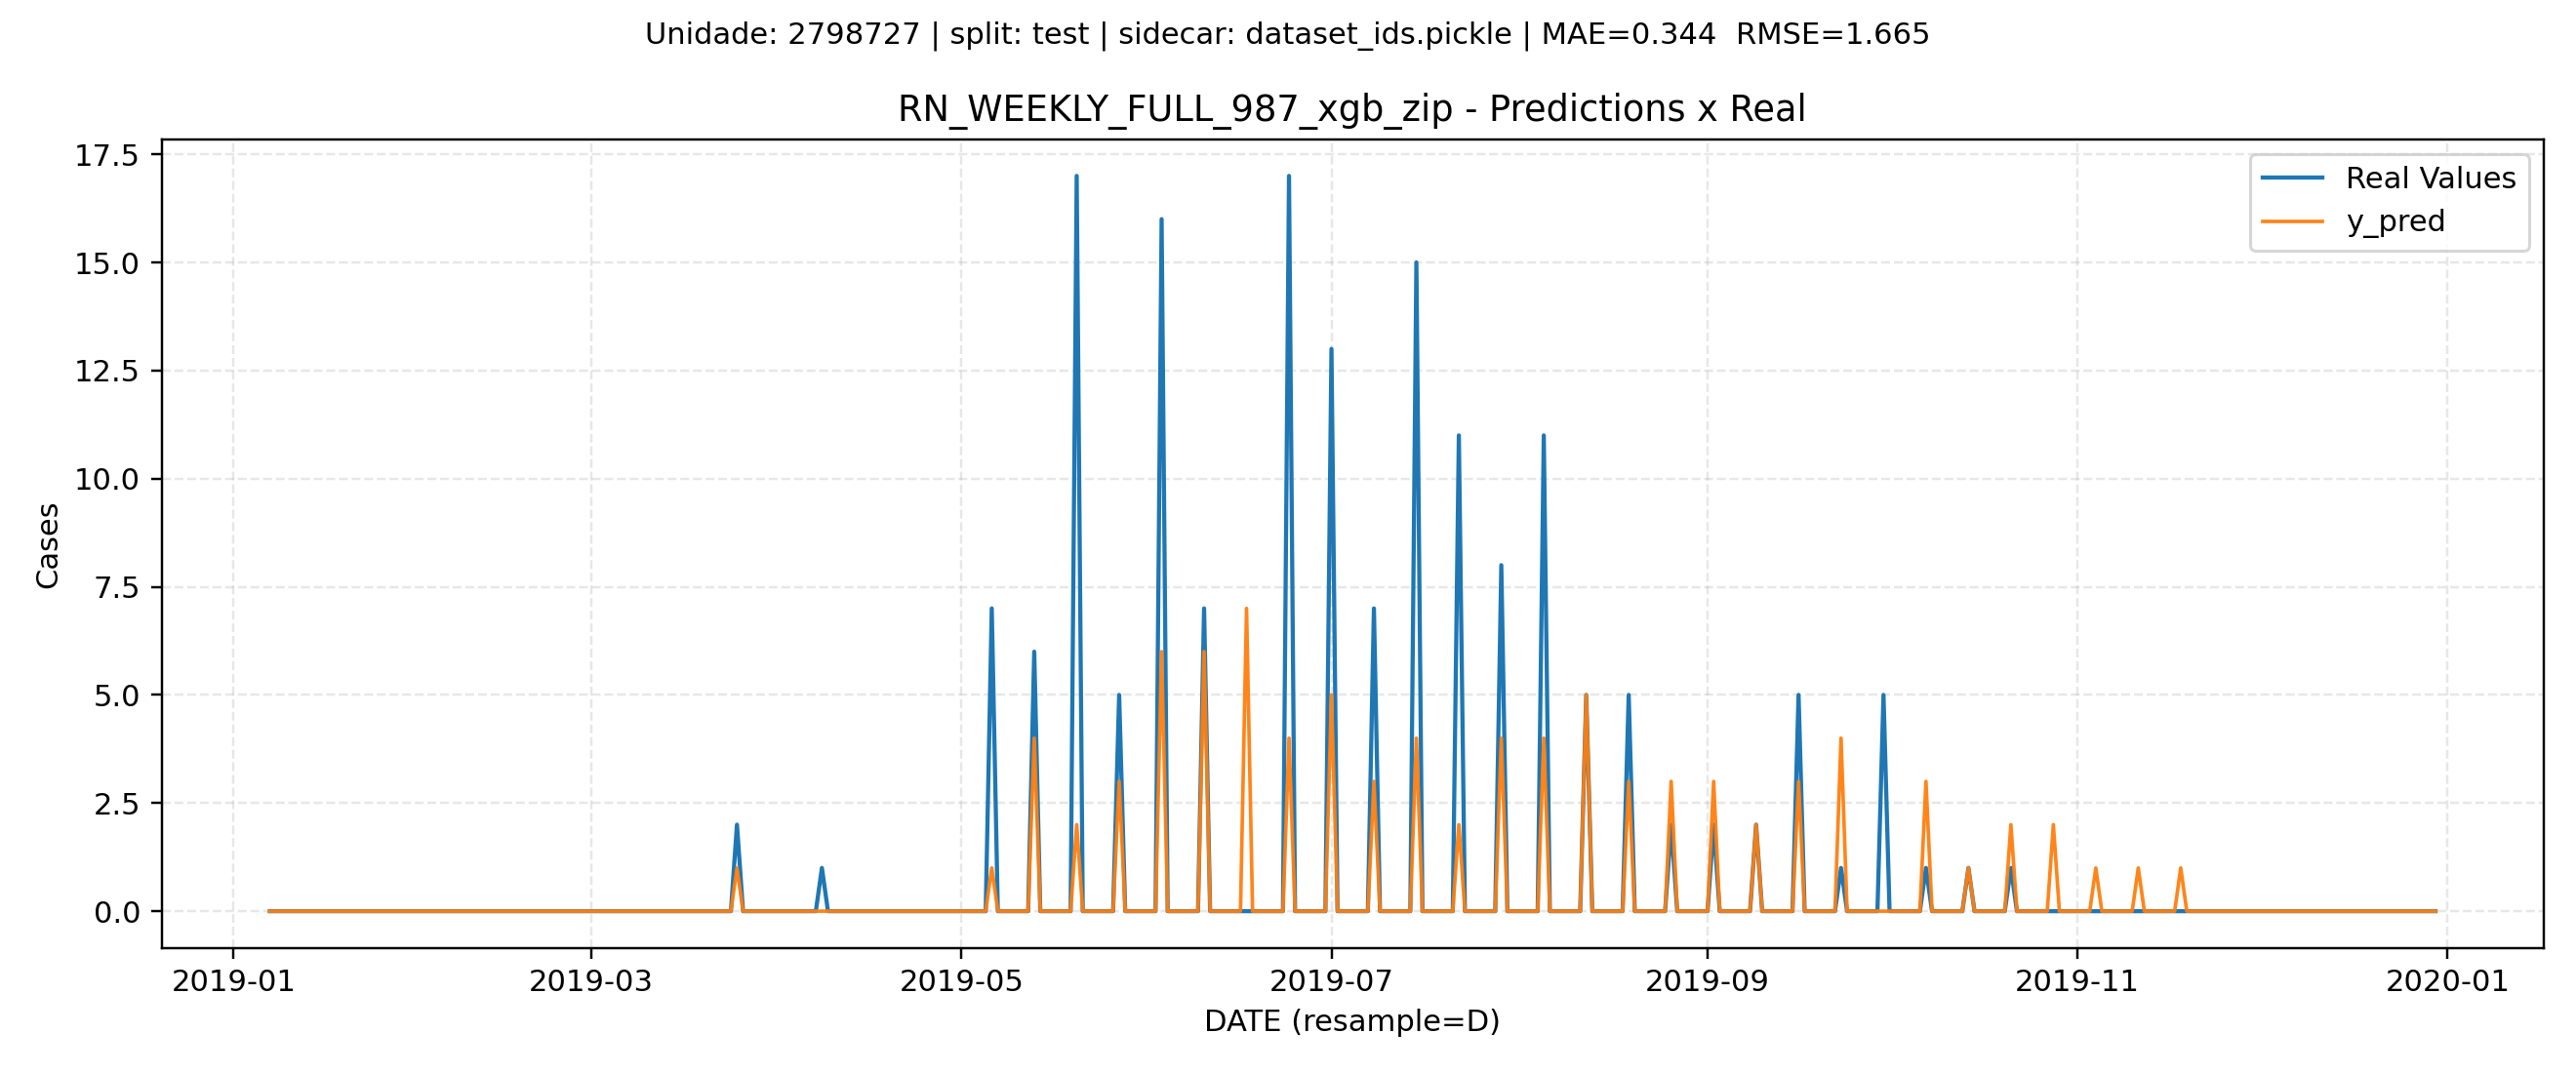 Unidade: 2798727 | split: test | sidecar: dataset_ids.pickle | MAE=0.344  RMSE=1.665
RN_WEEKLY_FULL_987_xgb_zip - Predictions x Real
17.5
15.0
12.5
10.0
7.5
5.0
2.5
0.0
Cases
Real Values
y_pred
2019-01 2019-03 2019-05 2019-07 2019-09 2019-11 2020-01
DATE (resample=D)